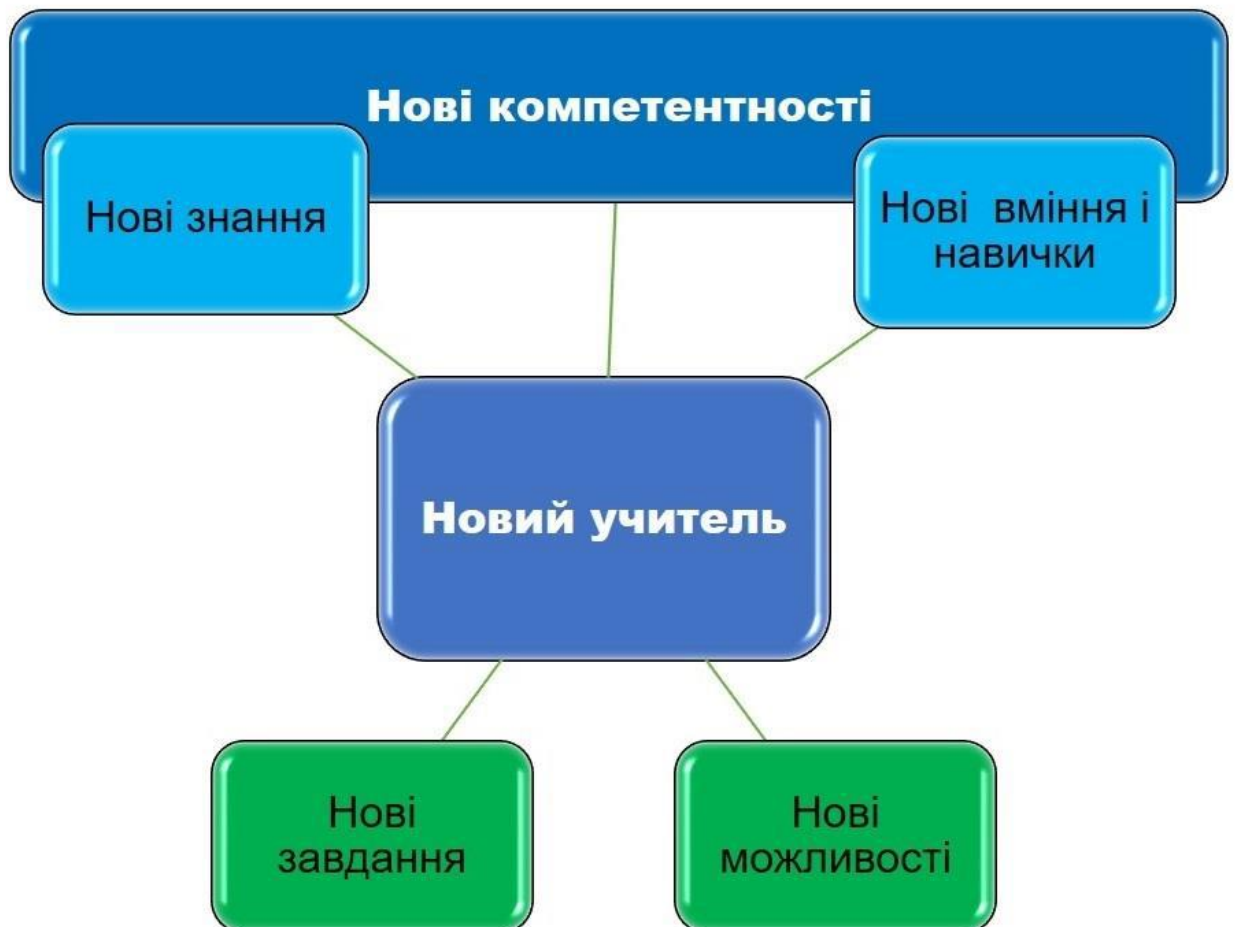 Нові компетентності
Нові знання
Нові вміння і
навички
Новий учитель
Нові
завдання
Нові
можливості